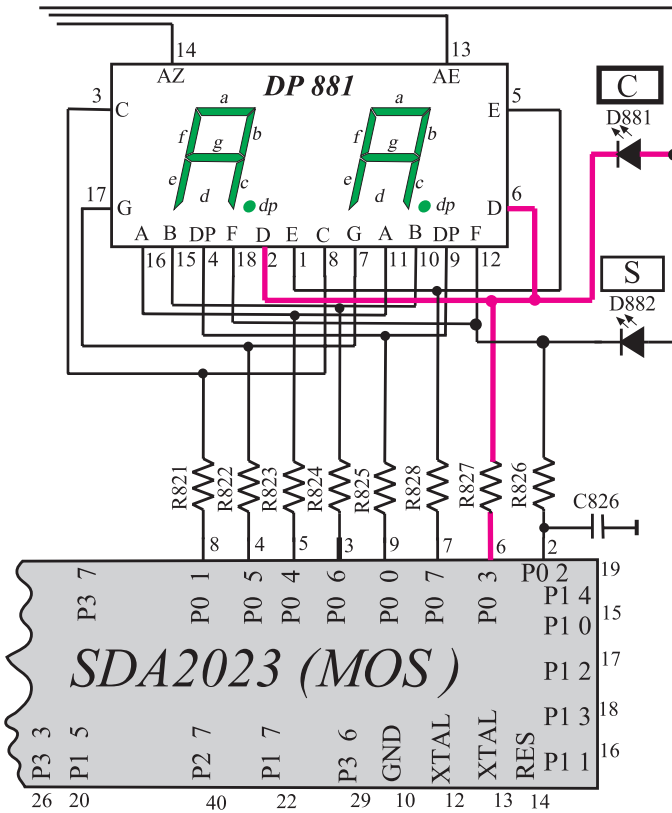 14 13
AZ DP 881 AE
3 C E 5
a a
f b f b
g g
e d c dp e d c dp
17 G D 6
A B DP F D E C G A B DP F
16 15 4 18 2 1 8 7 11 10 9 12
C
D881
S
D882
R821 R822 R823 R824 R825 R828 R827 R826
C826
8 4 5 3 9 7 6 2
P3 7 P0 1 P0 5 P0 4 P0 6 P0 0 P0 7 P0 3 P0 2
19
P1 4
15
P1 0
SDA2023 (MOS )
17
P1 2
18
P1 3
16
P1 1
P3 3 P1 5 P2 7 P1 7 P3 6 GND XTAL XTAL RES
26 20 40 22 29 10 12 13 14